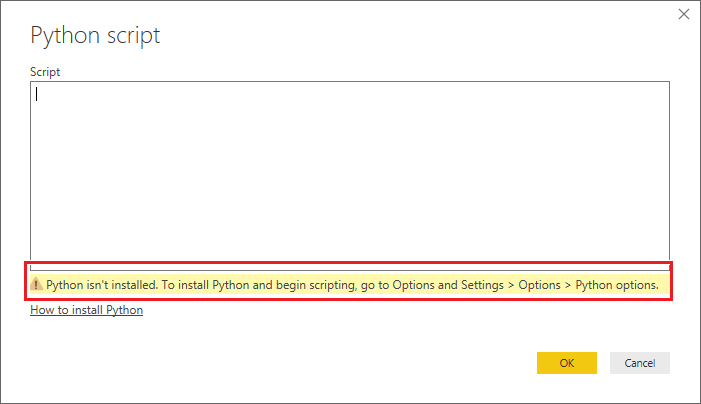 Python script
Script
Python isn't installed. To install Python and begin scripting, go to Options and Settings > Options > Python options.
How to install Python
OK
Cancel